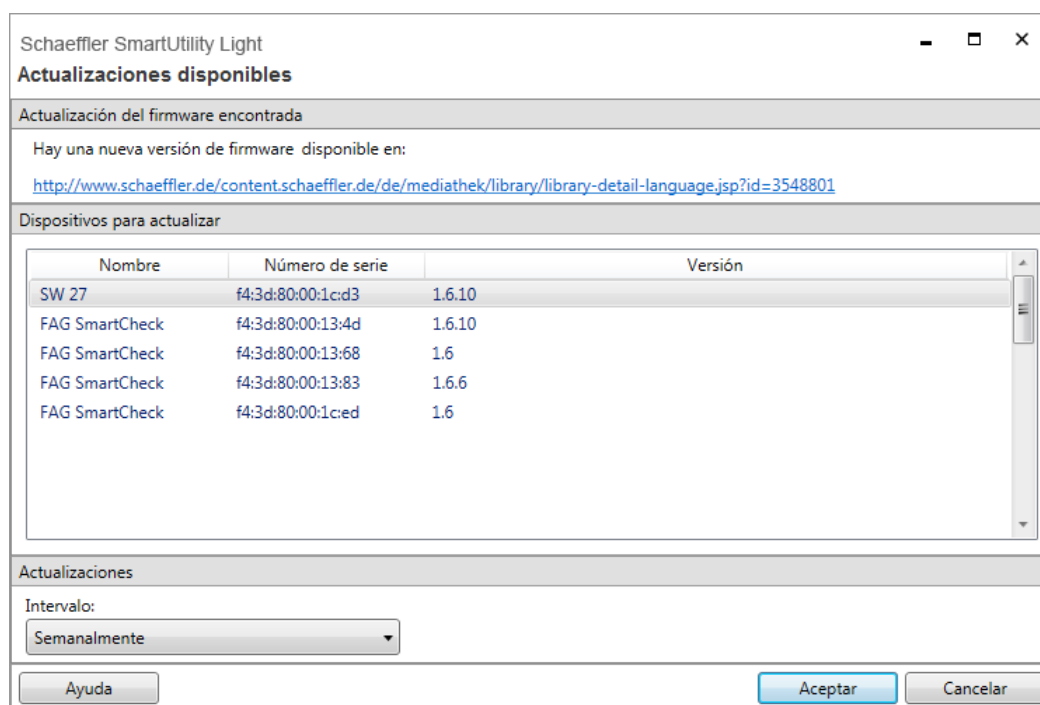 Schaeffler SmartUtility Light
Actualizaciones disponibles
Actualización del firmware encontrada
Hay una nueva versión de firmware disponible en:
http://www.schaeffler.de/content.schaeffler.de/de/mediathek/library/library-detail-language.jsp?id=3548801
Dispositivos para actualizar
Nombre Número de serie Versión
SW 27 f4:3d:80:00:1c:d3 1.6.10
FAG SmartCheck f4:3d:80:00:13:4d 1.6.10
FAG SmartCheck f4:3d:80:00:13:68 1.6
FAG SmartCheck f4:3d:80:00:13:83 1.6.6
FAG SmartCheck f4:3d:80:00:1c:ed 1.6
Actualizaciones
Intervalo:
Semanalmente
Ayuda Aceptar Cancelar